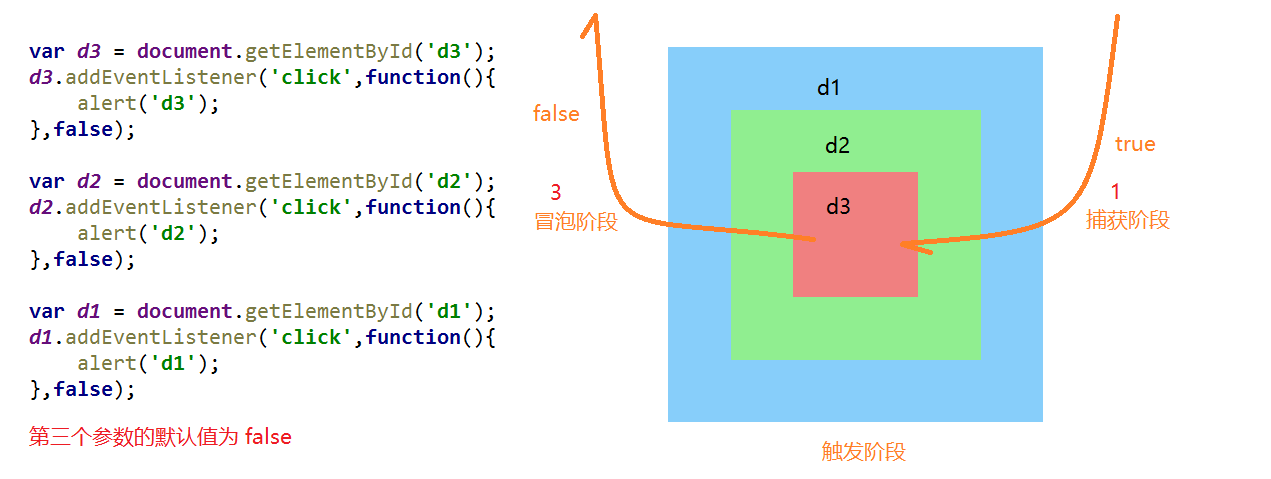 var d3 = document.getElementById('d3');
d3.addEventListener('click',function(){
    alert('d3');
},false);
var d2 = document.getElementById('d2');
d2.addEventListener('click',function(){
    alert('d2');
},false);
var d1 = document.getElementById('d1');
d1.addEventListener('click',function(){
    alert('d1');
},false);
第三个参数的默认值为 false
false
3
冒泡阶段
d1
d2
d3
true
1
捕获阶段
触发阶段